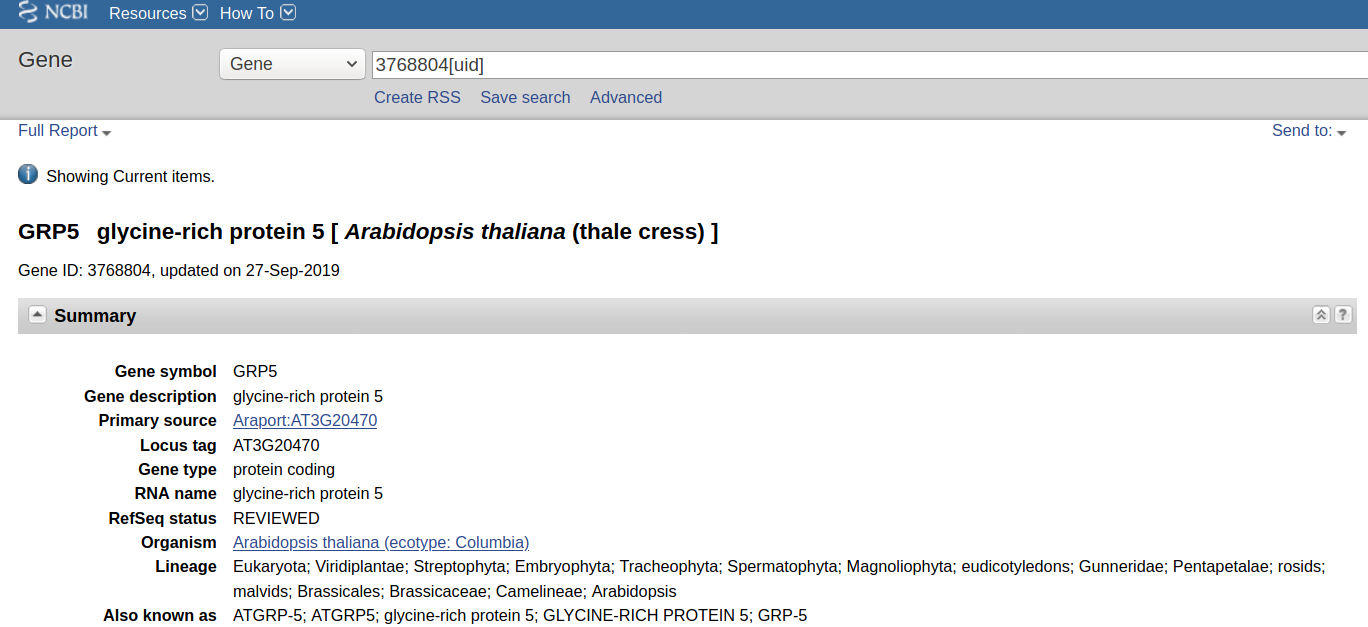 NCBI Resources How To
Gene Gene 3768804[uid]
Create RSS Save search Advanced
Full Report Send to:
Showing Current items.
GRP5 glycine-rich protein 5 [ Arabidopsis thaliana (thale cress) ]
Gene ID: 3768804, updated on 27-Sep-2019
Summary ?
Gene symbol GRP5
Gene description glycine-rich protein 5
Primary source Araport:AT3G20470
Locus tag AT3G20470
Gene type protein coding
RNA name glycine-rich protein 5
RefSeq status REVIEWED
Organism Arabidopsis thaliana (ecotype: Columbia)
Lineage Eukaryota; Viridiplantae; Streptophyta; Embryophyta; Tracheophyta; Spermatophyta; Magnoliophyta; eudicotyledons; Gunneridae; Pentapetalae; rosids;
malvids; Brassicales; Brassicaceae; Camelineae; Arabidopsis
Also known as ATGRP-5; ATGRP5; glycine-rich protein 5; GLYCINE-RICH PROTEIN 5; GRP-5